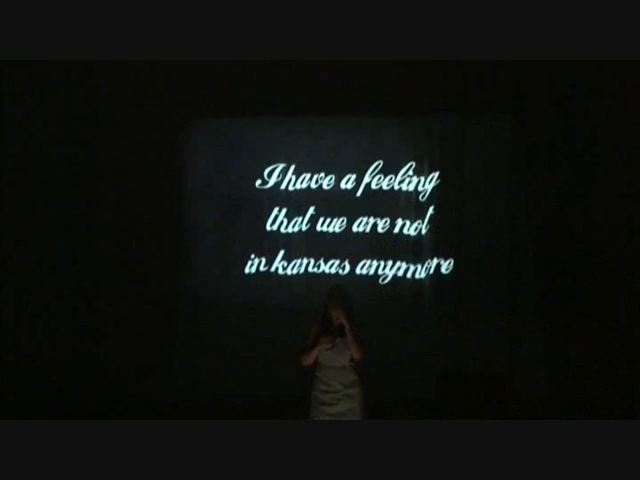 I have a feeling
that we are not
in kansas anymore